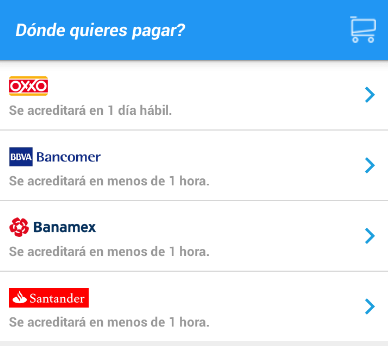 Dónde quieres pagar?
OXXO
Se acreditará en 1 día hábil.
BBVA Bancomer
Se acreditará en menos de 1 hora.
Banamex
Se acreditará en menos de 1 hora.
Santander
Se acreditará en menos de 1 hora.